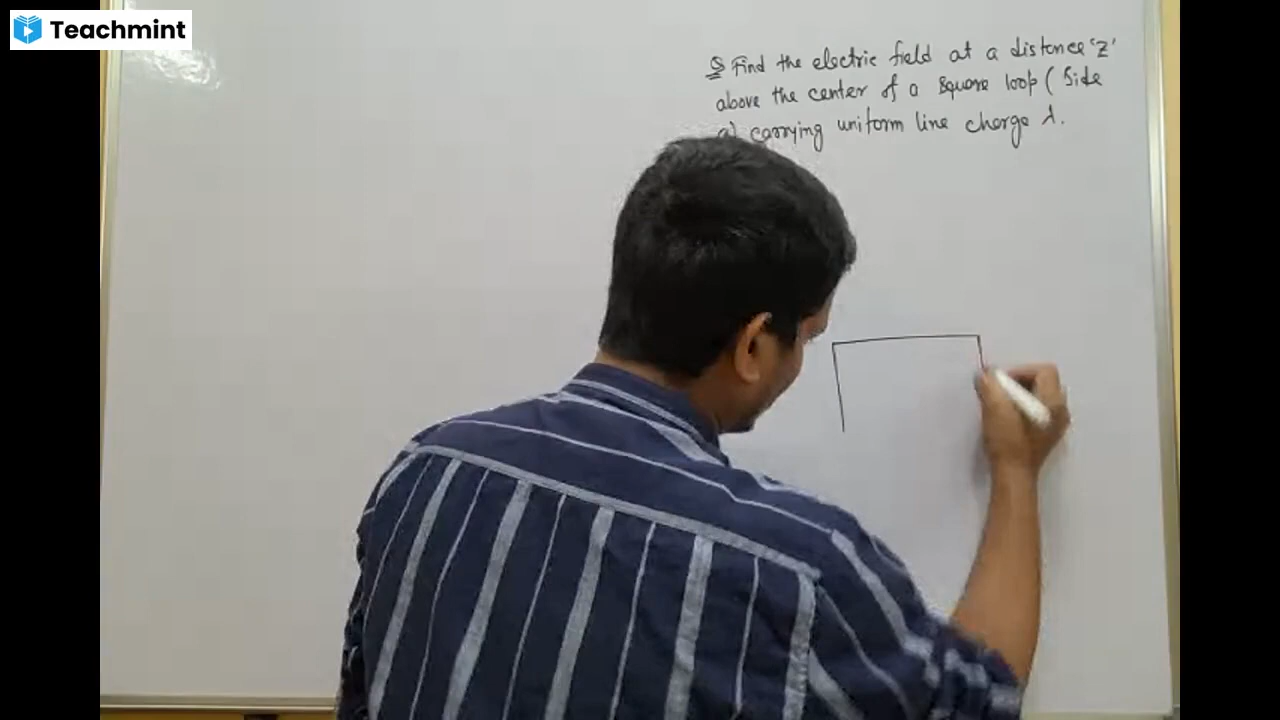 Teachmint
Q Find the electric field at a distance 'z'
above the center of a square loop ( Side
a) carrying uniform line charge λ.